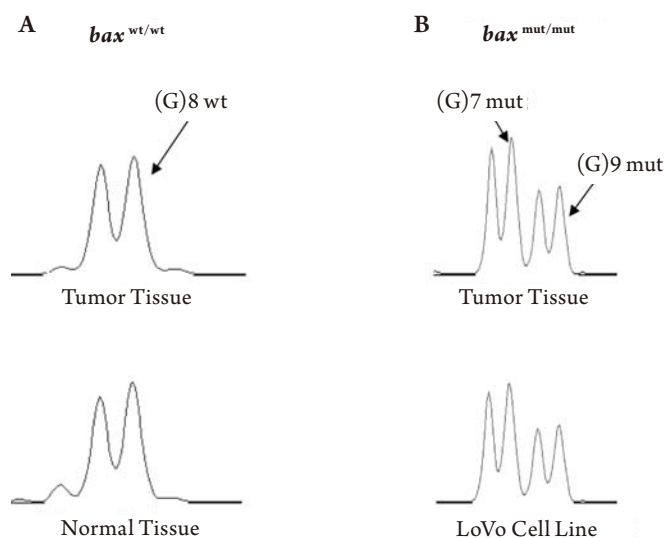 A
bax wt/wt
(G)8 wt
Tumor Tissue
Normal Tissue
B
bax mut/mut
(G)7 mut
(G)9 mut
Tumor Tissue
LoVo Cell Line